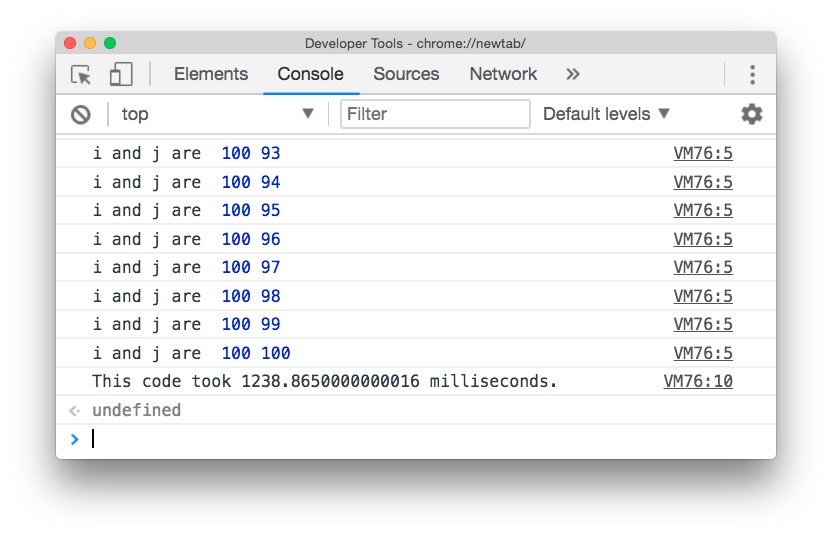 Developer Tools - chrome://newtab/
Elements Console Sources Network »
top ▼ Filter Default levels ▼
i and j are  100 93 VM76:5
i and j are  100 94 VM76:5
i and j are  100 95 VM76:5
i and j are  100 96 VM76:5
i and j are  100 97 VM76:5
i and j are  100 98 VM76:5
i and j are  100 99 VM76:5
i and j are  100 100 VM76:5
This code took 1238.8650000000016 milliseconds. VM76:10
undefined